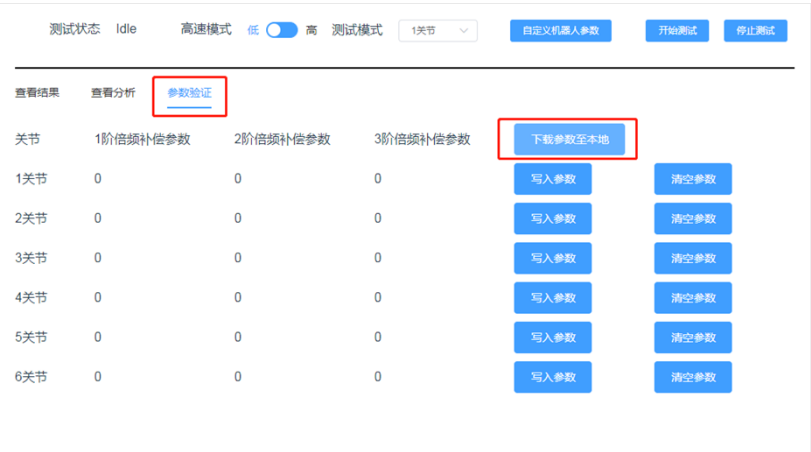 测试状态 Idle 高速模式 低 高 测试模式 1关节 自定义机器人参数 开始测试 停止测试
查看结果 查看分析 参数验证
关节 1阶倍频补偿参数 2阶倍频补偿参数 3阶倍频补偿参数 下载参数至本地
1关节 0 0 0 写入参数 清空参数
2关节 0 0 0 写入参数 清空参数
3关节 0 0 0 写入参数 清空参数
4关节 0 0 0 写入参数 清空参数
5关节 0 0 0 写入参数 清空参数
6关节 0 0 0 写入参数 清空参数